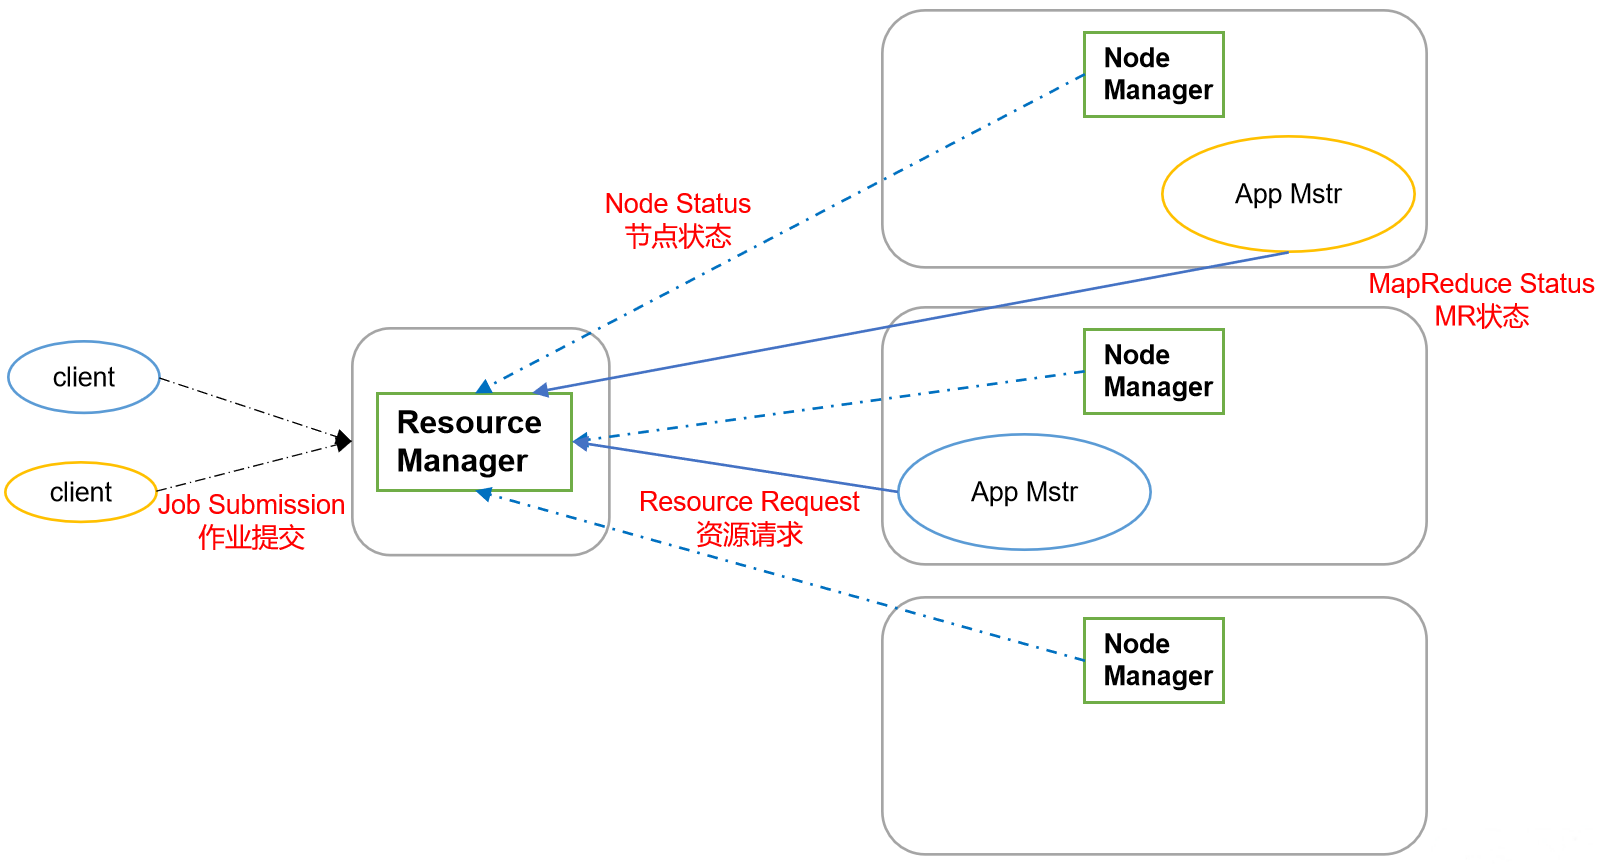 Node
Manager
App Mstr
Node Status
节点状态
MapReduce Status
MR状态
client
Resource
Manager
Node
Manager
client
Job Submission
作业提交
Resource Request
资源请求
App Mstr
Node
Manager